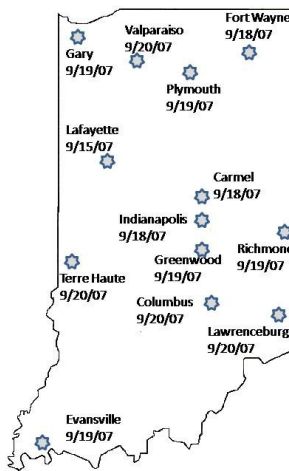 Fort Wayne
9/18/07
Valparaiso
9/20/07
Gary
9/19/07
Plymouth
9/19/07
Lafayette
9/15/07
Carmel
9/18/07
Indianapolis
9/18/07
Richmond
9/19/07
Greenwood
9/19/07
Terre Haute
9/20/07
Columbus
9/20/07
Lawrenceburg
9/20/07
Evansville
9/19/07